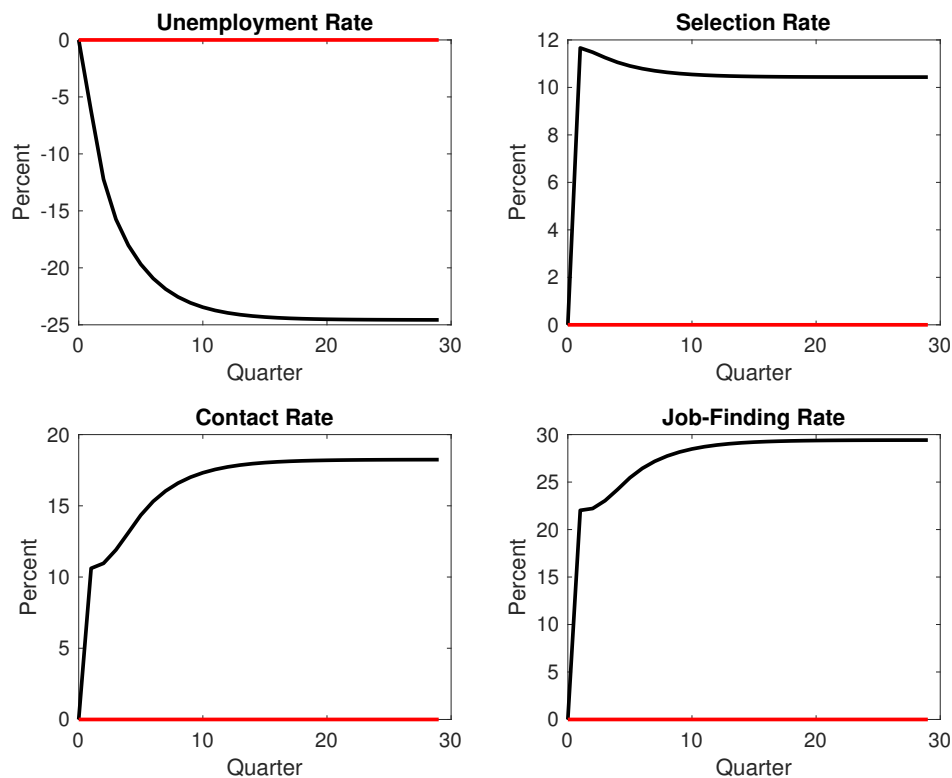 Unemployment Rate
0
-5
-10
-15
-20
-25
Percent
0 10 20 30
Quarter
Selection Rate
12
10
8
6
4
2
0
Percent
0 10 20 30
Quarter
Contact Rate
20
15
10
5
0
Percent
0 10 20 30
Quarter
Job-Finding Rate
30
25
20
15
10
5
0
Percent
0 10 20 30
Quarter